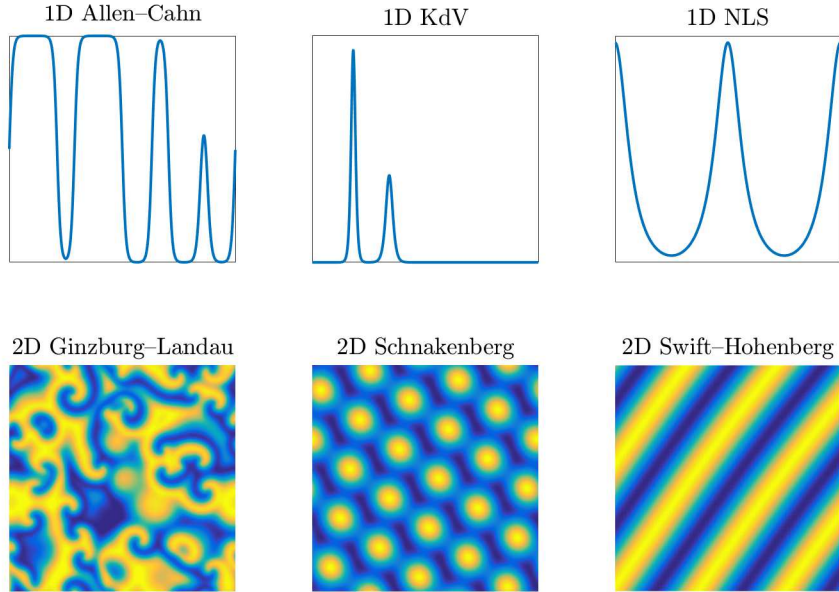 1D Allen–Cahn
1D KdV
1D NLS
2D Ginzburg–Landau
2D Schnakenberg
2D Swift–Hohenberg